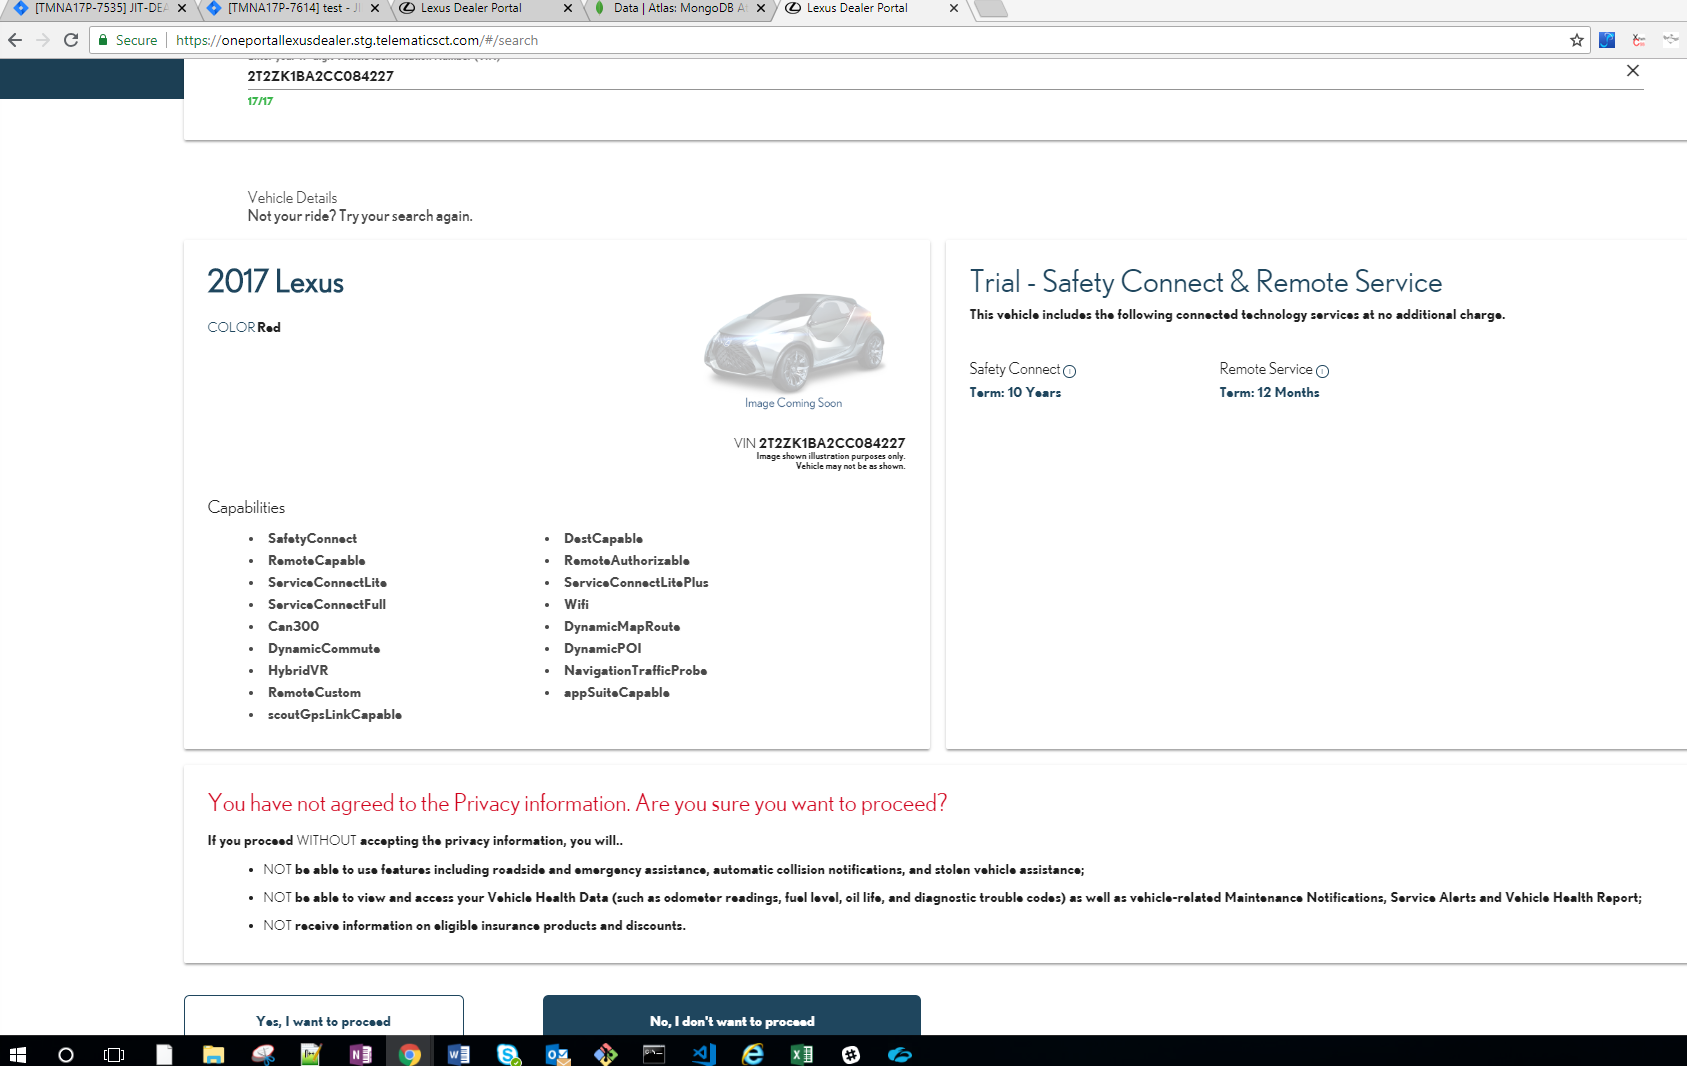 [TMNA17P-7535] JIT-DEA
[TMNA17P-7614] test - JI
Lexus Dealer Portal
Data | Atlas: MongoDB At
Lexus Dealer Portal
Secure
https://oneportallexusdealer.stg.telematicsct.com/#/search
2T2ZK1BA2CC084227
17/17
Vehicle Details
Not your ride? Try your search again.
2017 Lexus
COLOR Red
Image Coming Soon
VIN 2T2ZK1BA2CC084227
Image shown illustration purposes only.
Vehicle may not be as shown.
Capabilities
• SafetyConnect
• RemoteCapable
• ServiceConnectLite
• ServiceConnectFull
• Can300
• DynamicCommute
• HybridVR
• RemoteCustom
• scoutGpsLinkCapable
• DestCapable
• RemoteAuthorizable
• ServiceConnectLitePlus
• Wifi
• DynamicMapRoute
• DynamicPOI
• NavigationTrafficProbe
• appSuiteCapable
Trial - Safety Connect & Remote Service
This vehicle includes the following connected technology services at no additional charge.
Safety Connect
Term: 10 Years
Remote Service
Term: 12 Months
You have not agreed to the Privacy information. Are you sure you want to proceed?
If you proceed WITHOUT accepting the privacy information, you will..
• NOT be able to use features including roadside and emergency assistance, automatic collision notifications, and stolen vehicle assistance;
• NOT be able to view and access your Vehicle Health Data (such as odometer readings, fuel level, oil life, and diagnostic trouble codes) as well as vehicle-related Maintenance Notifications, Service Alerts and Vehicle Health Report;
• NOT receive information on eligible insurance products and discounts.
Yes, I want to proceed
No, I don't want to proceed